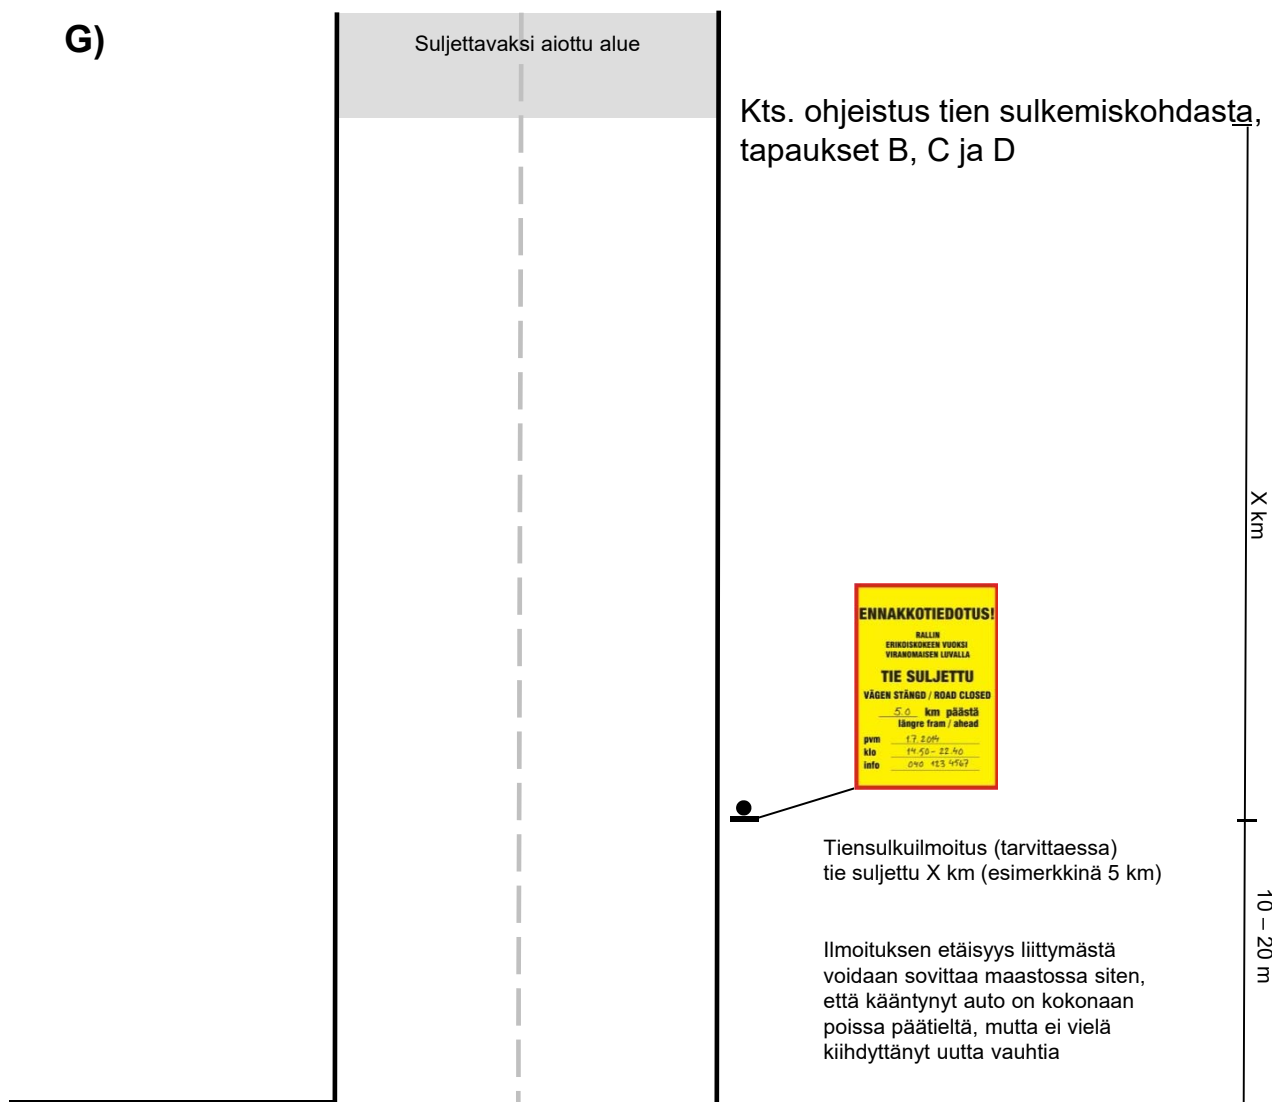 G)
Suljettavaksi aiottu alue
Kts. ohjeistus tien sulkemiskohdasta,
tapaukset B, C ja D
X km
ENNAKKOTIEDOTUS!
RALLIN
ERIKOISKOKEEN VUOKSI
VIRANOMAISEN LUVALLA
TIE SULJETTU
VÄGEN STÄNGD / ROAD CLOSED
5.0 km päästä
längre fram / ahead
pvm 1.7.2014
klo 14.50 – 22.40
info 040 123 4567
Tiensulkuilmoitus (tarvittaessa)
tie suljettu X km (esimerkkinä 5 km)
10 – 20 m
Ilmoituksen etäisyys liittymästä
voidaan sovittaa maastossa siten,
että kääntynyt auto on kokonaan
poissa päätieltä, mutta ei vielä
kiihdyttänyt uutta vauhtia